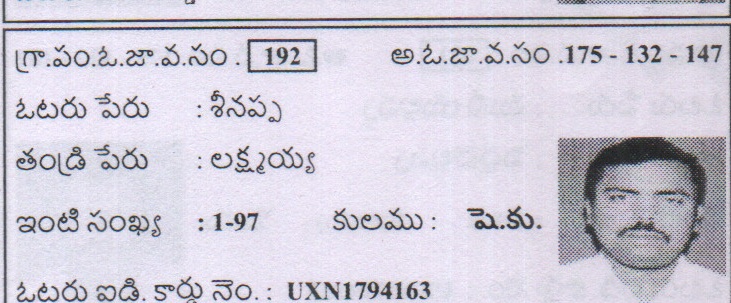 గ్రా.పం.ఓ.జా.వ.సం. 192 అ.ఓ.జా.వ.సం .175 - 132 - 147
ఓటరు పేరు : శీనప్ప
తండ్రి పేరు : లక్ష్మయ్య
ఇంటి సంఖ్య : 1-97 కులము : షె.కు.
ఓటరు ఐడి. కార్డు నెం. : UXN1794163